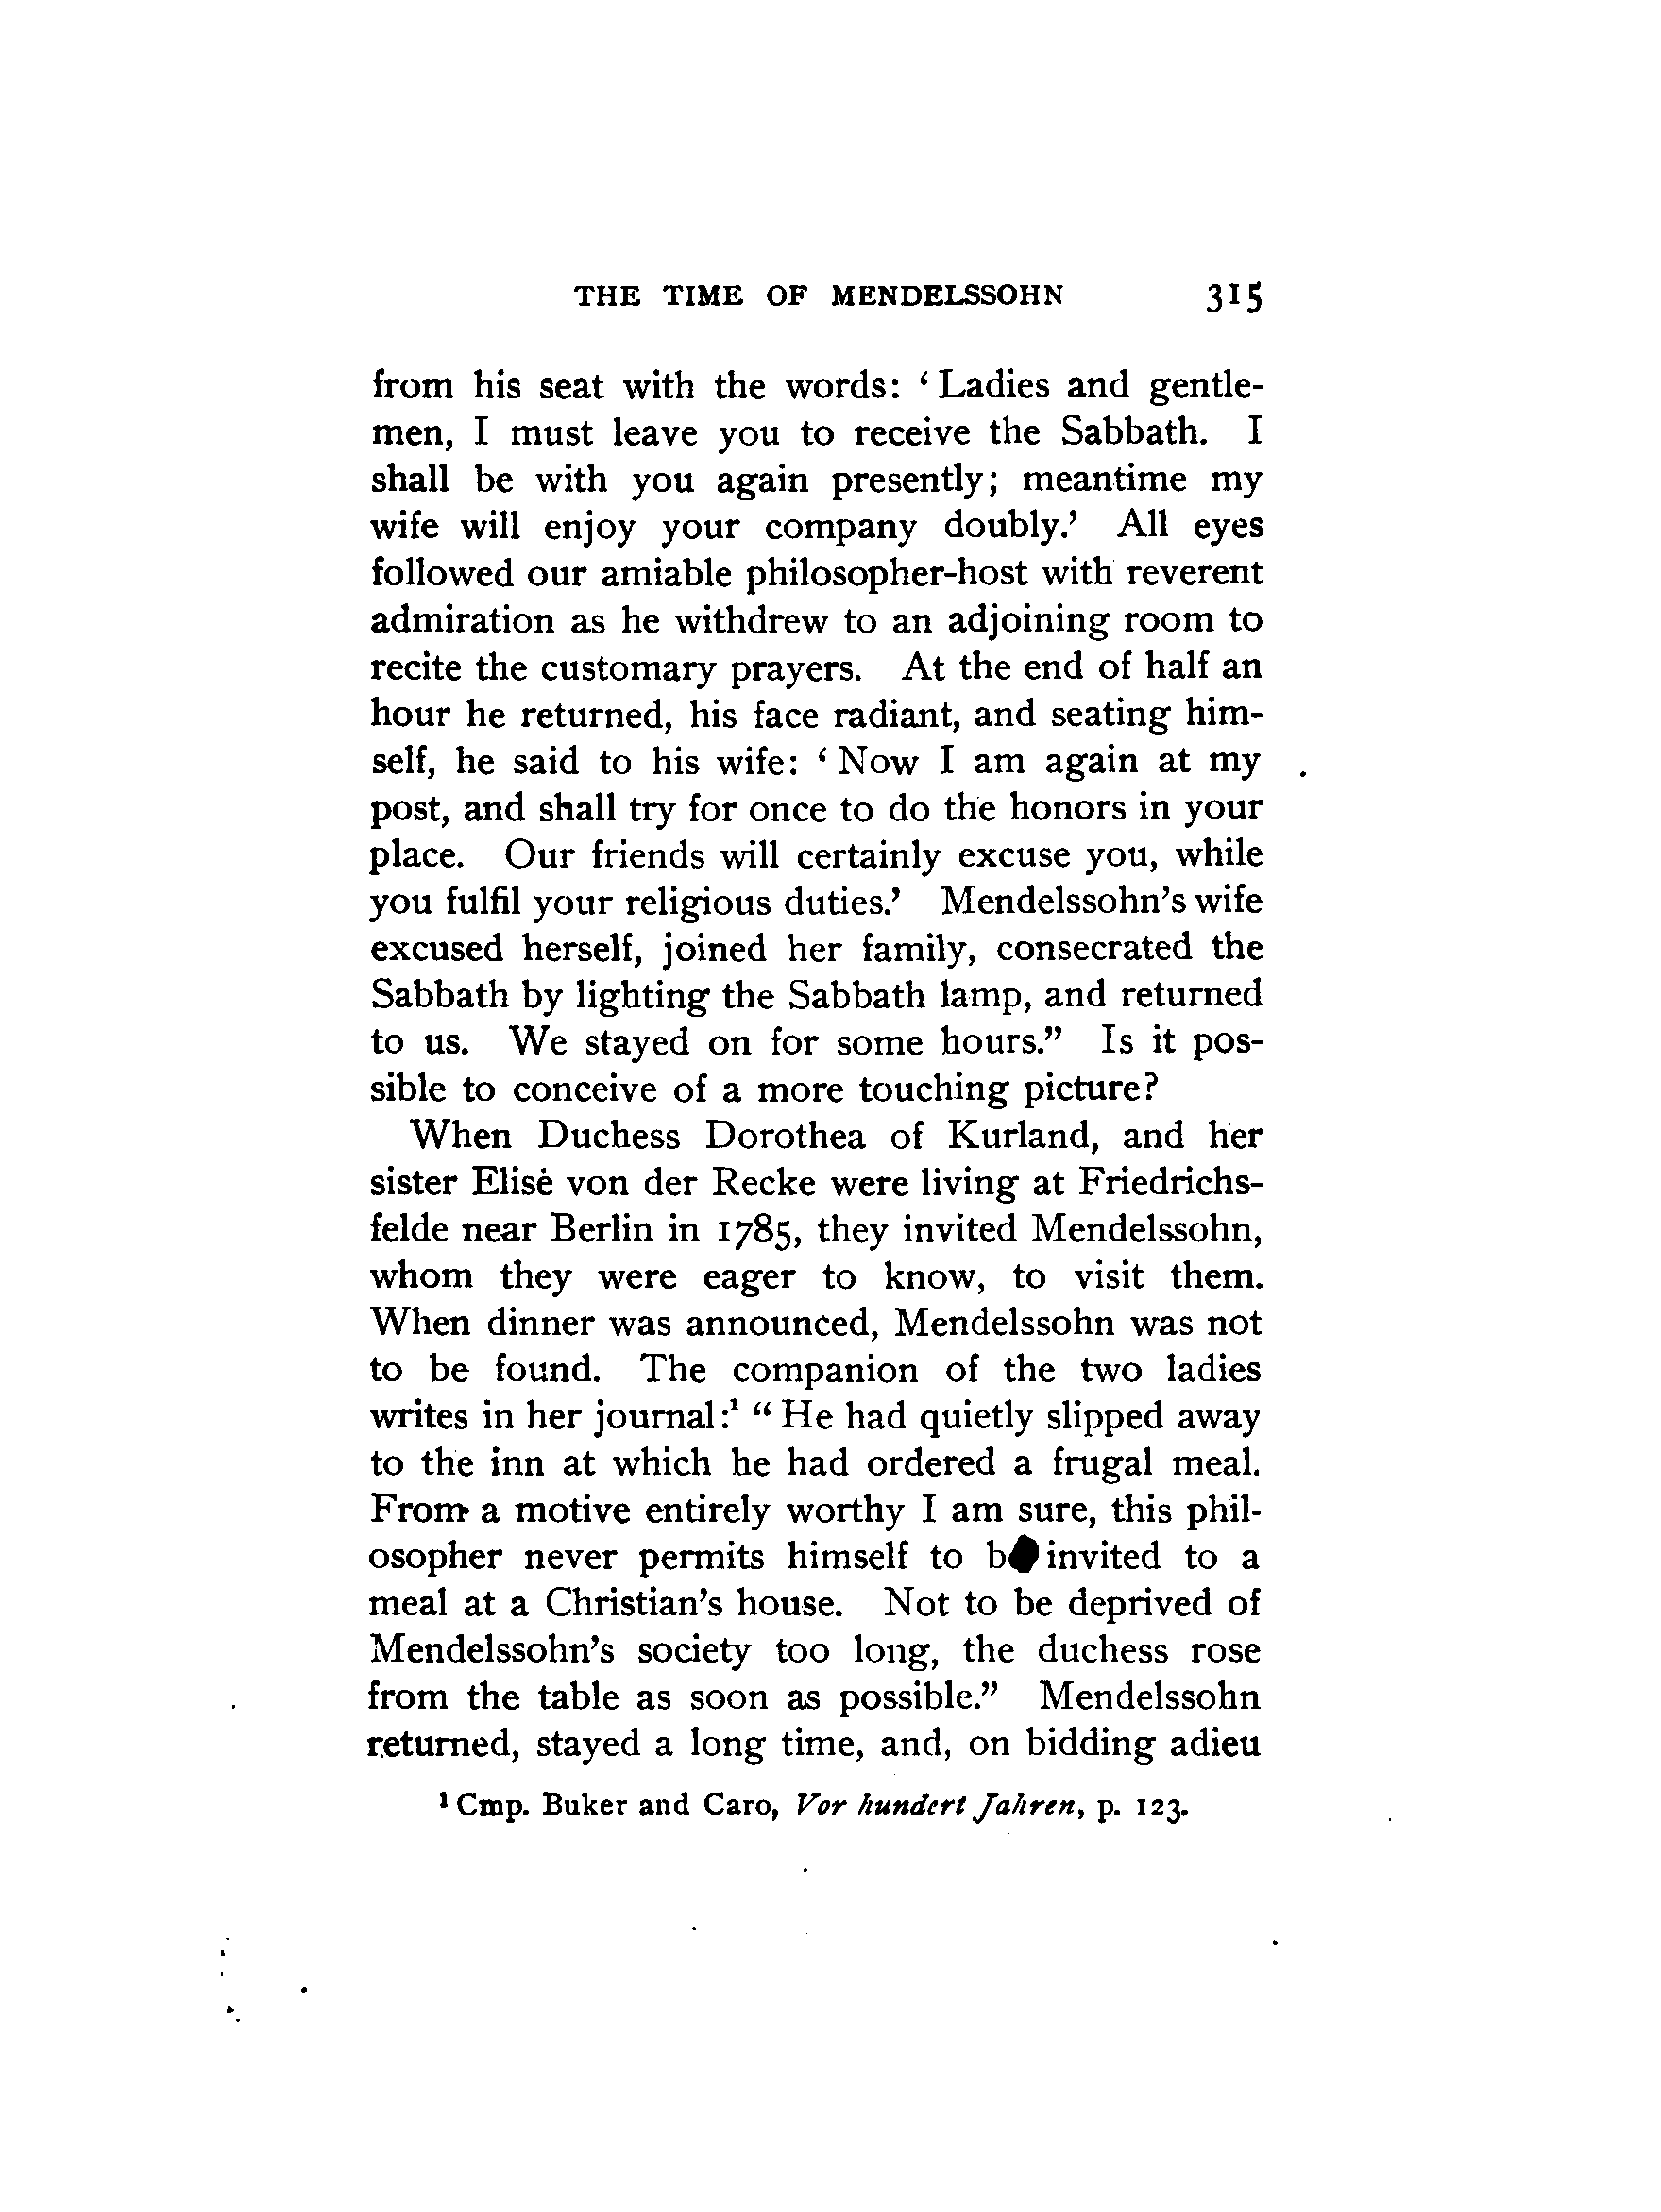 THE TIME OF MENDELSSOHN 315
from his seat with the words: ‘Ladies and gentle-
men, I must leave you to receive the Sabbath. I
shall be with you again presently; meantime my
wife will enjoy your company doubly.’ All eyes
followed our amiable philosopher-host with reverent
admiration as he withdrew to an adjoining room to
recite the customary prayers. At the end of half an
hour he returned, his face radiant, and seating him-
self, he said to his wife: ‘Now I am again at my
post, and shall try for once to do the honors in your
place. Our friends will certainly excuse you, while
you fulfil your religious duties.’ Mendelssohn’s wife
excused herself, joined her family, consecrated the
Sabbath by lighting the Sabbath lamp, and returned
to us. We stayed on for some hours.” Is it pos-
sible to conceive of a more touching picture?
When Duchess Dorothea of Kurland, and her
sister Elise von der Recke were living at Friedrichs-
felde near Berlin in 1785, they invited Mendelssohn,
whom they were eager to know, to visit them.
When dinner was announced, Mendelssohn was not
to be found. The companion of the two ladies
writes in her journal:¹ “He had quietly slipped away
to the inn at which he had ordered a frugal meal.
From a motive entirely worthy I am sure, this phil-
osopher never permits himself to be invited to a
meal at a Christian’s house. Not to be deprived of
Mendelssohn’s society too long, the duchess rose
from the table as soon as possible.” Mendelssohn
returned, stayed a long time, and, on bidding adieu
¹ Cmp. Buker and Caro, Vor hundert Jahren, p. 123.